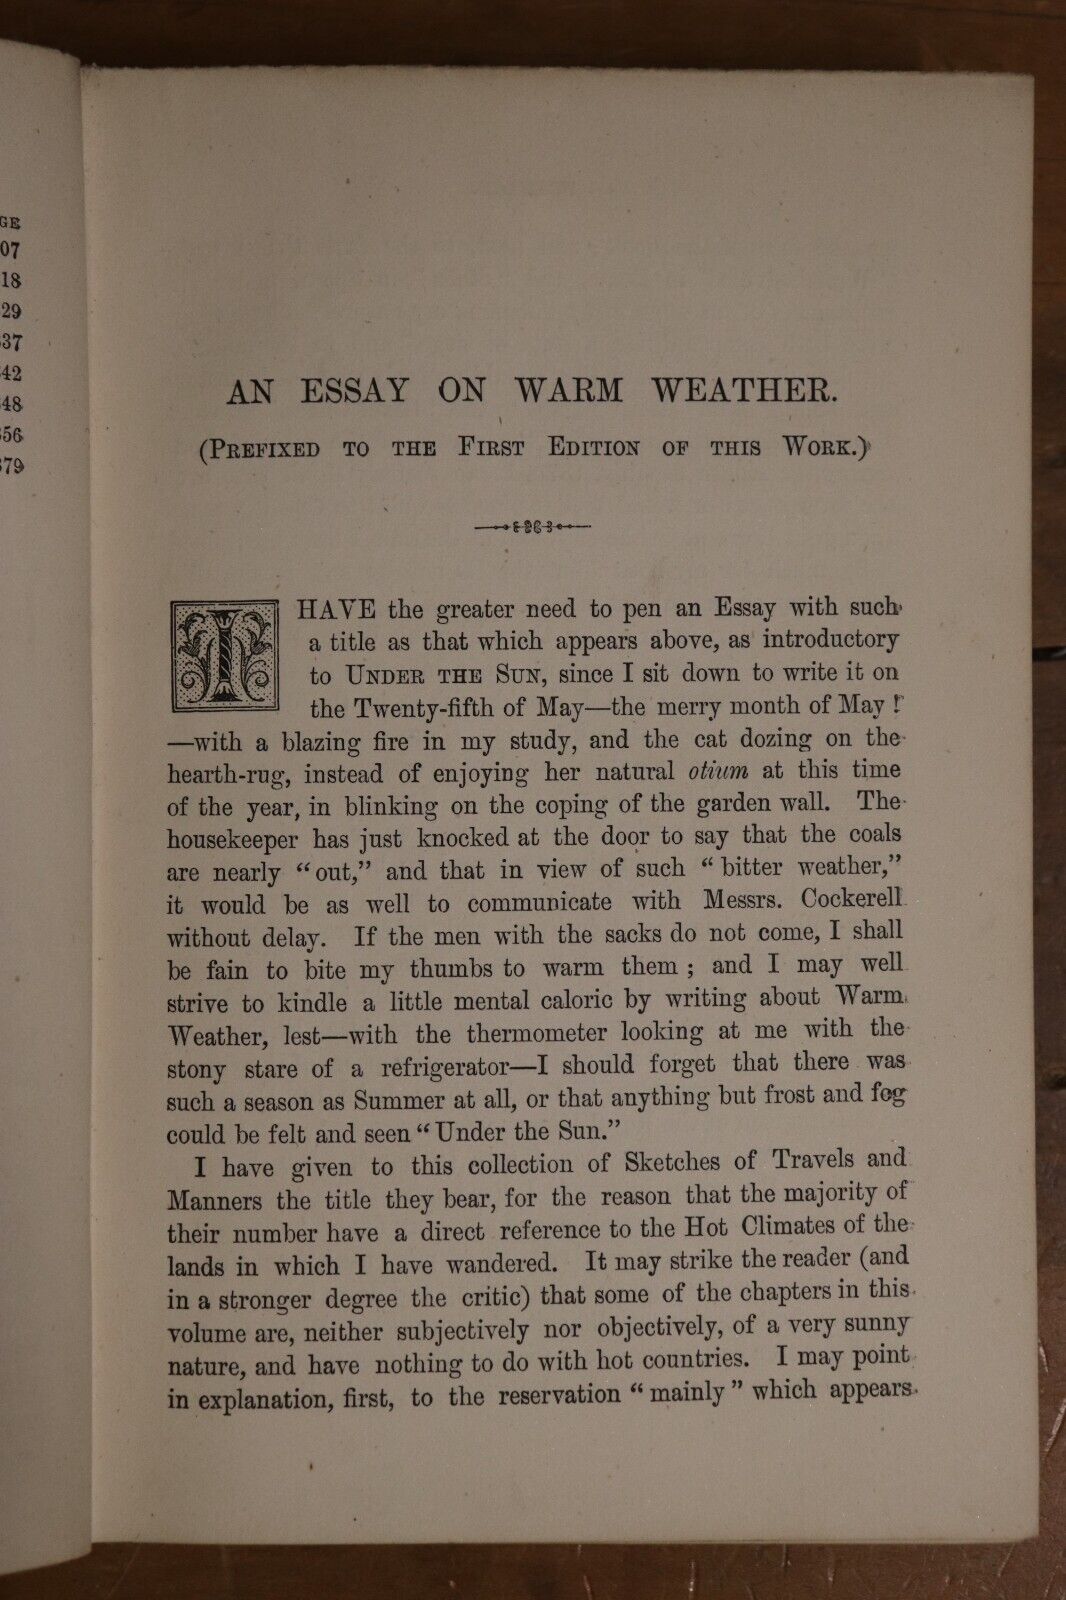 GE
07
18
29
337
342
348
356
379
AN ESSAY ON WARM WEATHER.
(PREFIXED TO THE FIRST EDITION OF THIS WORK.)
I HAVE the greater need to pen an Essay with such
a title as that which appears above, as introductory
to UNDER THE SUN, since I sit down to write it on
the Twenty-fifth of May—the merry month of May!
—with a blazing fire in my study, and the cat dozing on the
hearth-rug, instead of enjoying her natural otium at this time
of the year, in blinking on the coping of the garden wall. The
housekeeper has just knocked at the door to say that the coals
are nearly “out,” and that in view of such “bitter weather,”
it would be as well to communicate with Messrs. Cockerell
without delay. If the men with the sacks do not come, I shall
be fain to bite my thumbs to warm them; and I may well
strive to kindle a little mental caloric by writing about Warm
Weather, lest—with the thermometer looking at me with the
stony stare of a refrigerator—I should forget that there was
such a season as Summer at all, or that anything but frost and fog
could be felt and seen “Under the Sun.”
I have given to this collection of Sketches of Travels and
Manners the title they bear, for the reason that the majority of
their number have a direct reference to the Hot Climates of the
lands in which I have wandered. It may strike the reader (and
in a stronger degree the critic) that some of the chapters in this
volume are, neither subjectively nor objectively, of a very sunny
nature, and have nothing to do with hot countries. I may point
in explanation, first, to the reservation “mainly” which appears